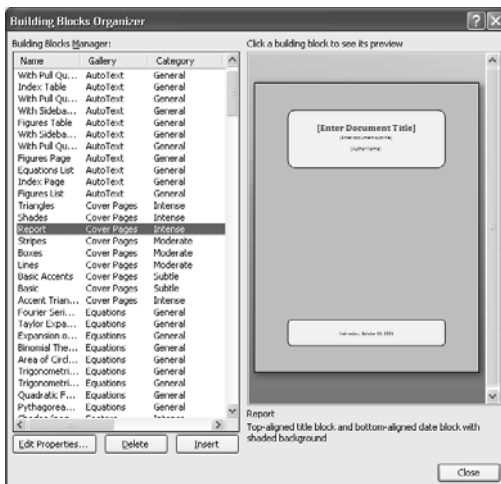 Building Blocks Organizer
Building Blocks Manager:
Click a building block to see its preview
Name Gallery Category
With Pull Qu... AutoText General
Index Table AutoText General
With Pull Qu... AutoText General
With Sideba... AutoText General
Figures Table AutoText General
With Sideba... AutoText General
With Pull Qu... AutoText General
Figures Page AutoText General
Equations List AutoText General
Index Page AutoText General
Figures List AutoText General
Triangles Cover Pages Intense
Shades Cover Pages Intense
Report Cover Pages Intense
Stripes Cover Pages Moderate
Boxes Cover Pages Moderate
Lines Cover Pages Moderate
Basic Accents Cover Pages Subtle
Basic Cover Pages Subtle
Accent Trian... Cover Pages Intense
Fourier Seri... Equations General
Taylor Expa... Equations General
Expansion o... Equations General
Binomial The... Equations General
Area of Circl... Equations General
Trigonometri... Equations General
Trigonometri... Equations General
Quadratic F... Equations General
Pythagorea... Equations General
[Enter Document Title]
Report
Top-aligned title block and bottom-aligned date block with
shaded background
Edit Properties... Delete Insert
Close